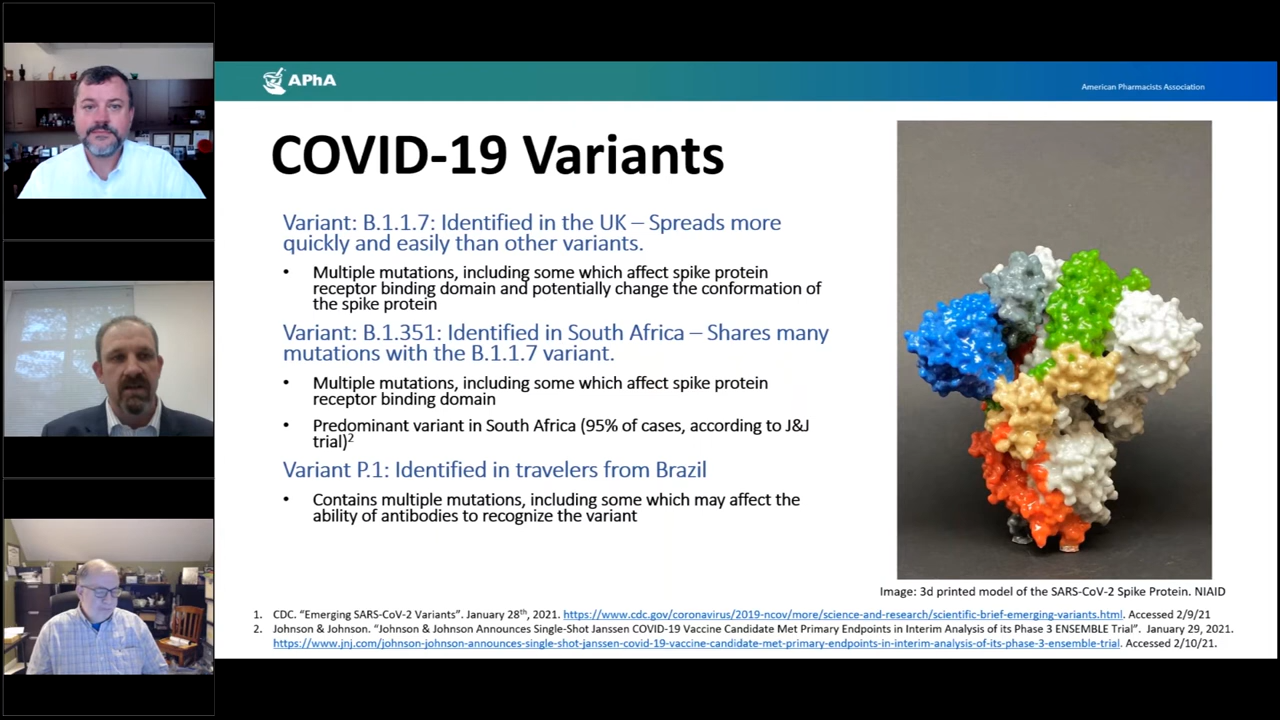 APhA
American Pharmacists Association
COVID-19 Variants
Variant: B.1.1.7: Identified in the UK – Spreads more
quickly and easily than other variants.
• Multiple mutations, including some which affect spike protein
receptor binding domain and potentially change the conformation of
the spike protein
Variant: B.1.351: Identified in South Africa – Shares many
mutations with the B.1.1.7 variant.
• Multiple mutations, including some which affect spike protein
receptor binding domain
• Predominant variant in South Africa (95% of cases, according to J&J
trial)2
Variant P.1: Identified in travelers from Brazil
• Contains multiple mutations, including some which may affect the
ability of antibodies to recognize the variant
Image: 3d printed model of the SARS-CoV-2 Spike Protein. NIAID
1. CDC. “Emerging SARS-CoV-2 Variants”. January 28th, 2021. https://www.cdc.gov/coronavirus/2019-ncov/more/science-and-research/scientific-brief-emerging-variants.html. Accessed 2/9/21
2. Johnson & Johnson. “Johnson & Johnson Announces Single-Shot Janssen COVID-19 Vaccine Candidate Met Primary Endpoints in Interim Analysis of its Phase 3 ENSEMBLE Trial”. January 29, 2021.
https://www.jnj.com/johnson-johnson-announces-single-shot-janssen-covid-19-vaccine-candidate-met-primary-endpoints-in-interim-analysis-of-its-phase-3-ensemble-trial. Accessed 2/10/21.